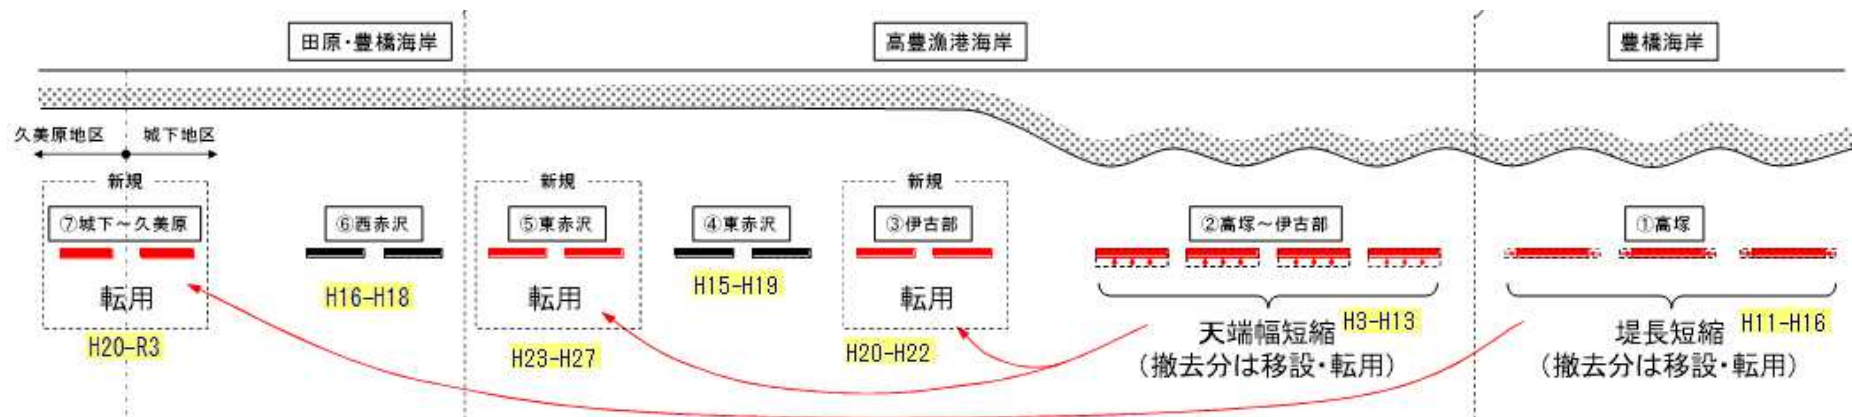 田原・豊橋海岸
高豊漁港海岸
豊橋海岸
久美原地区
城下地区
新規
⑦城下～久美原
転用
H20-R3
⑥西赤沢
H16-H18
新規
⑤東赤沢
転用
H23-H27
④東赤沢
H15-H19
新規
③伊古部
転用
H20-H22
②高塚～伊古部
天端幅短縮
H3-H13
(撤去分は移設・転用)
①高塚
堤長短縮
H11-H16
(撤去分は移設・転用)